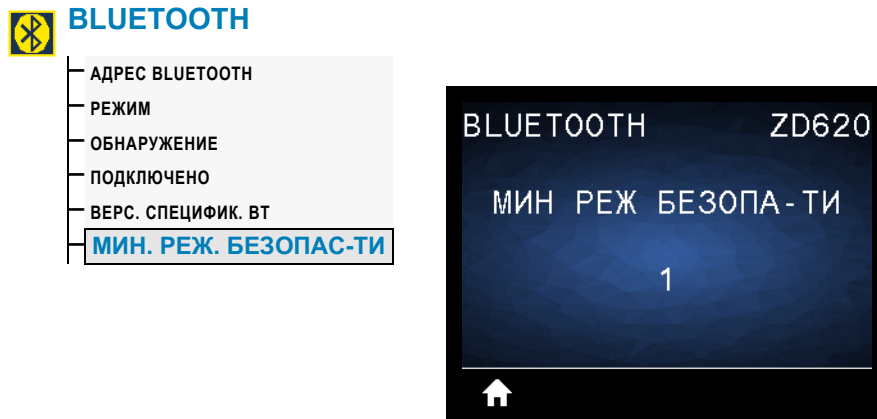 BLUETOOTH
АДРЕС BLUETOOTH
РЕЖИМ
ОБНАРУЖЕНИЕ
ПОДКЛЮЧЕНО
ВЕРС. СПЕЦИФИК. BT
МИН. РЕЖ. БЕЗОПАС-ТИ
BLUETOOTH ZD620
МИН РЕЖ БЕЗОПА-ТИ
1